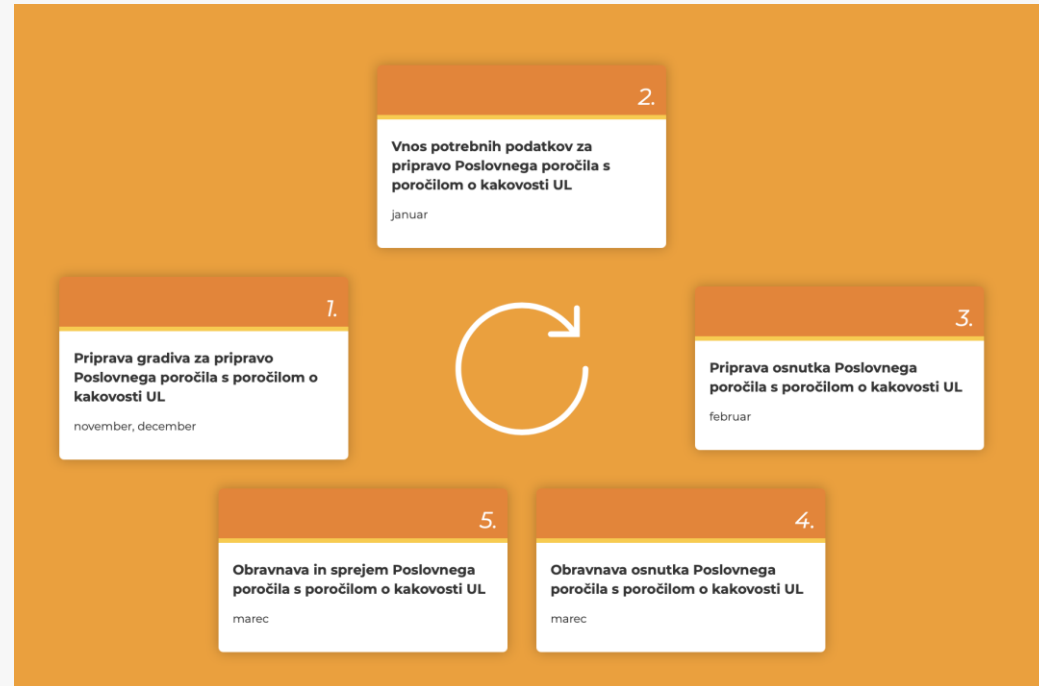 1.
Priprava gradiva za pripravo
Poslovnega poročila s poročilom o
kakovosti UL
november, december
2.
Vnos potrebnih podatkov za
pripravo Poslovnega poročila s
poročilom o kakovosti UL
januar
3.
Priprava osnutka Poslovnega
poročila s poročilom o kakovosti UL
februar
4.
Obravnava osnutka Poslovnega
poročila s poročilom o kakovosti UL
marec
5.
Obravnava in sprejem Poslovnega
poročila s poročilom o kakovosti UL
marec